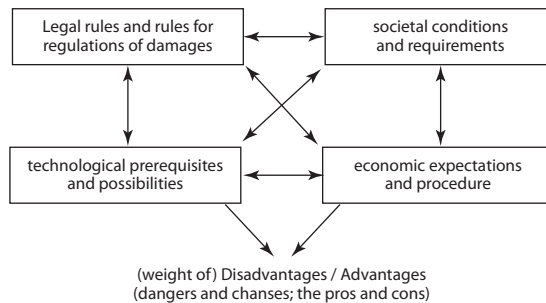 Legal rules and rules for
regulations of damages
societal conditions
and requirements
technological prerequisites
and possibilities
economic expectations
and procedure
(weight of) Disadvantages / Advantages
(dangers and chanses; the pros and cons)